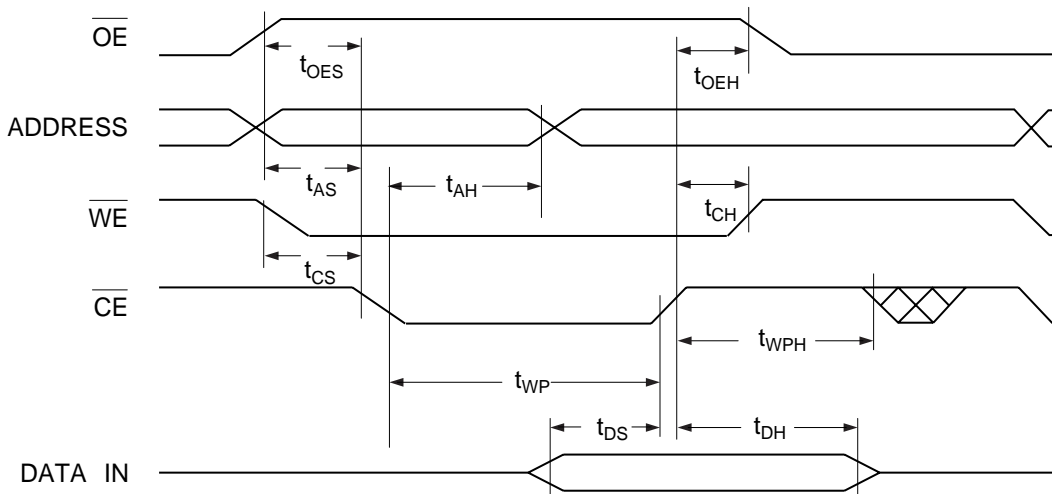 OE
tOES
tOEH
ADDRESS
tAS
tAH
WE
tCH
tCS
CE
tWPH
tWP
tDS
tDH
DATA IN